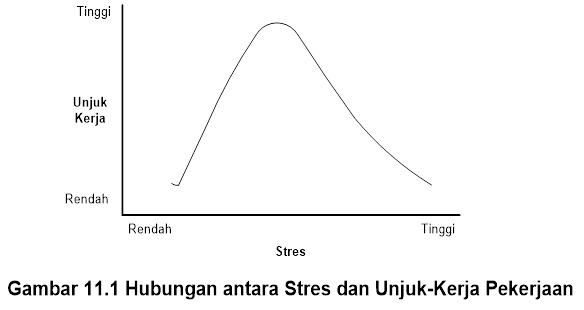 Tinggi
Unjuk
Kerja
Rendah
Rendah
Tinggi
Stres
Gambar 11.1 Hubungan antara Stres dan Unjuk-Kerja Pekerjaan